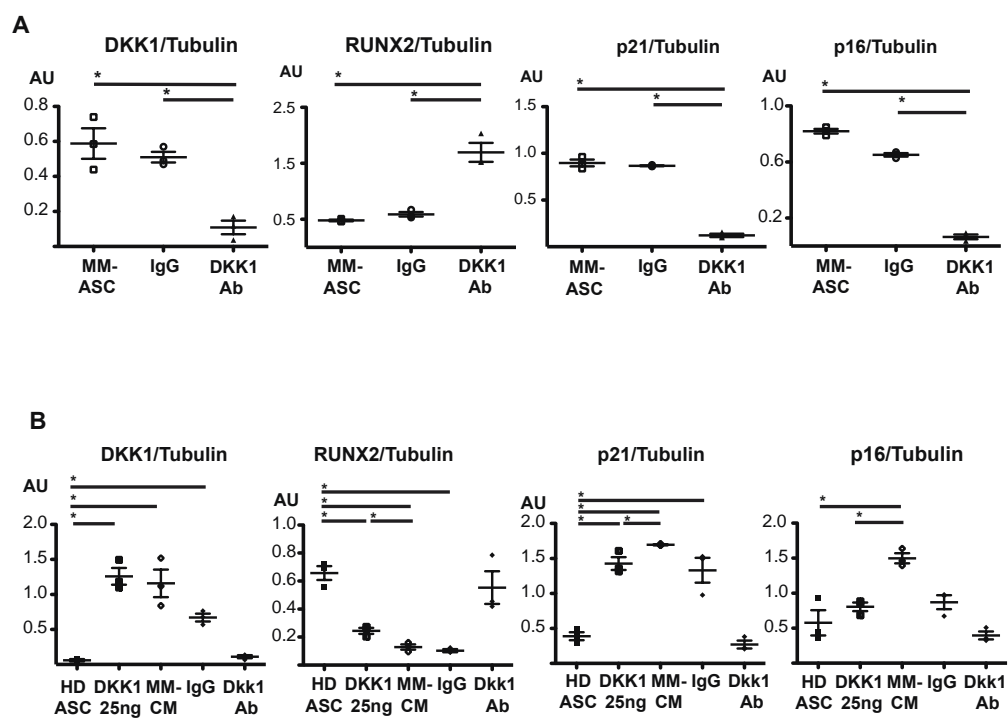 A
DKK1/Tubulin
AU
*
*
0.8
0.6
0.4
0.2
MM-
ASC
IgG
DKK1
Ab
RUNX2/Tubulin
AU
*
*
2.5
1.5
0.5
MM-
ASC
IgG
DKK1
Ab
p21/Tubulin
AU
*
*
1.5
1.0
0.5
MM-
ASC
IgG
DKK1
Ab
p16/Tubulin
AU
*
*
1.0
0.6
0.2
MM-
ASC
IgG
DKK1
Ab
B
DKK1/Tubulin
AU
*
*
*
2.0
1.5
1.0
0.5
HD
ASC
DKK1
25ng
MM-
CM
IgG
Dkk1
Ab
RUNX2/Tubulin
AU
*
*
*
*
1.0
0.8
0.6
0.4
0.2
0
HD
ASC
DKK1
25ng
MM-
CM
IgG
Dkk1
Ab
p21/Tubulin
AU
*
*
*
*
2.0
1.5
1.0
0.5
0
HD
ASC
DKK1
25ng
MM-
CM
IgG
Dkk1
Ab
p16/Tubulin
AU
*
*
2.0
1.5
1.0
0.5
0
HD
ASC
DKK1
25ng
MM-
CM
IgG
Dkk1
Ab